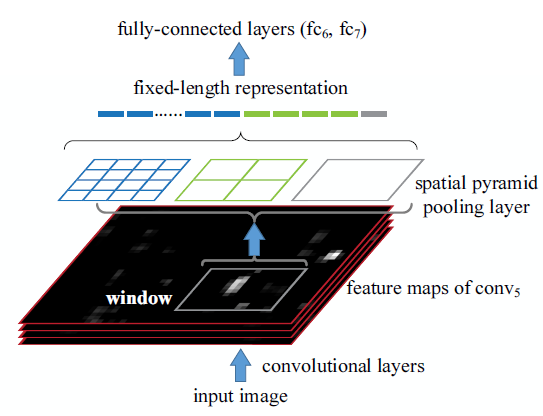 fully-connected layers (fc6, fc7)
fixed-length representation
......
spatial pyramid
pooling layer
window
feature maps of conv5
convolutional layers
input image